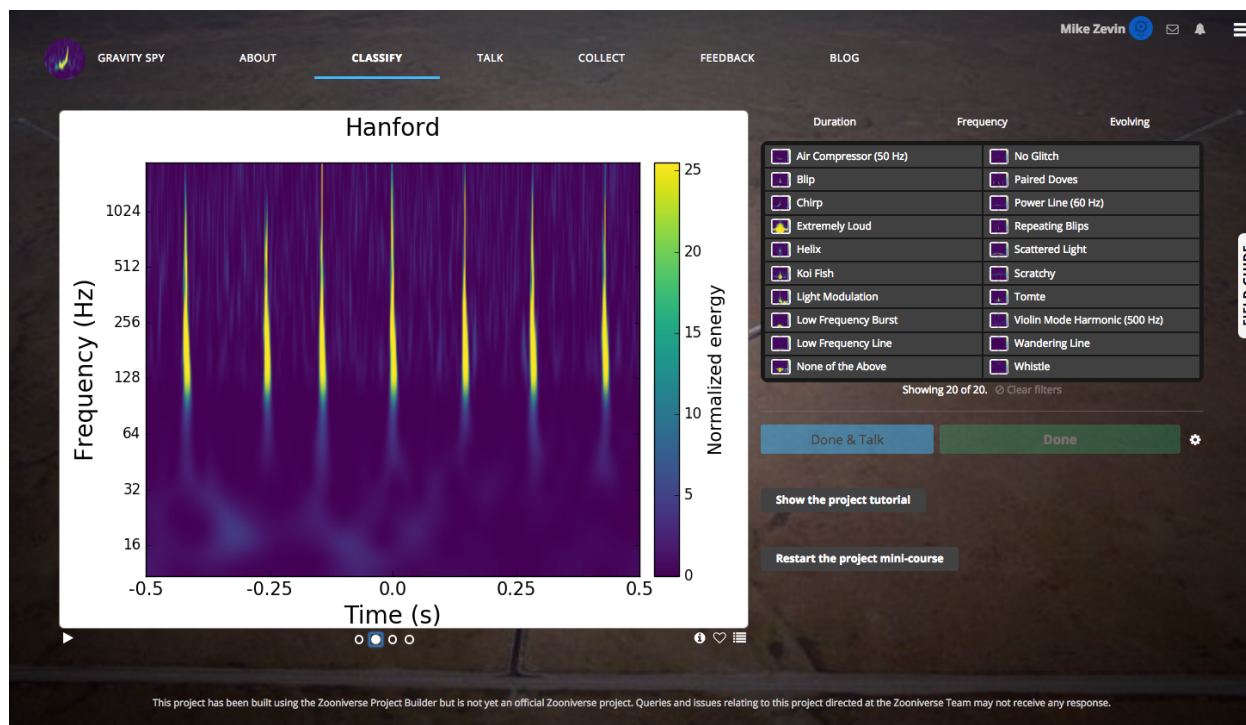 Mike Zevin
GRAVITY SPY ABOUT CLASSIFY TALK COLLECT FEEDBACK BLOG
Hanford
Frequency (Hz)
1024
512
256
128
64
32
16
-0.5 -0.25 0.0 0.25 0.5
Time (s)
25
20
15
10
5
0
Normalized energy
Duration Frequency Evolving
Air Compressor (50 Hz) No Glitch
Blip Paired Doves
Chirp Power Line (60 Hz)
Extremely Loud Repeating Blips
Helix Scattered Light
Koi Fish Scratchy
Light Modulation Tomte
Low Frequency Burst Violin Mode Harmonic (500 Hz)
Low Frequency Line Wandering Line
None of the Above Whistle
Showing 20 of 20. Clear filters
Done & Talk Done
Show the project tutorial
Restart the project mini-course
FIELD GUIDE
This project has been built using the Zooniverse Project Builder but is not yet an official Zooniverse project. Queries and issues relating to this project directed at the Zooniverse Team may not receive any response.